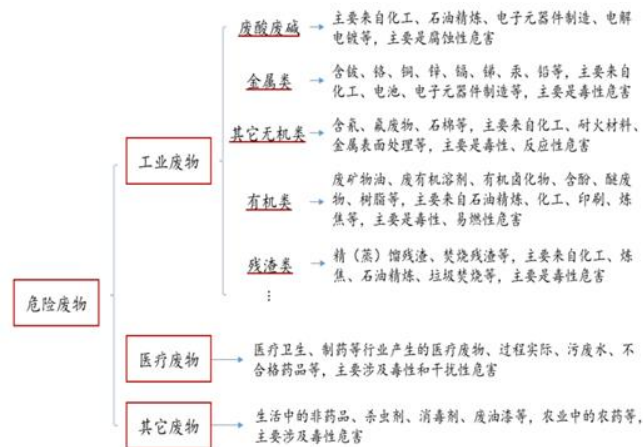 废酸废碱
主要来自化工、石油精炼、电子元器件制造、电解
电镀等，主要是腐蚀性危害
金属类
含铍、铬、铜、锌、镉、锑、汞、铅等，主要来自
化工、电池、电子元器件制造等，主要是毒性危害
其它无机类
含氰、氟废物、石棉等，主要来自化工、耐火材料、
金属表面处理等，主要是毒性、反应性危害
工业废物
有机类
废矿物油、废有机溶剂、有机卤化物、含酚、醚废
物、树脂等，主要来自石油精炼、化工、印刷、炼
焦等，主要是毒性、易燃性危害
残渣类
精（蒸）馏残渣、焚烧残渣等，主要来自化工、炼
焦、石油精炼、垃圾焚烧等，主要是毒性危害
⋮
危险废物
医疗废物
医疗卫生、制药等行业产生的医疗废物、过程实际、污废水、不
合格药品等，主要涉及毒性和干扰性危害
其它废物
生活中的非药品、杀虫剂、消毒剂、废油漆等，农业中的农药等，
主要涉及毒性危害